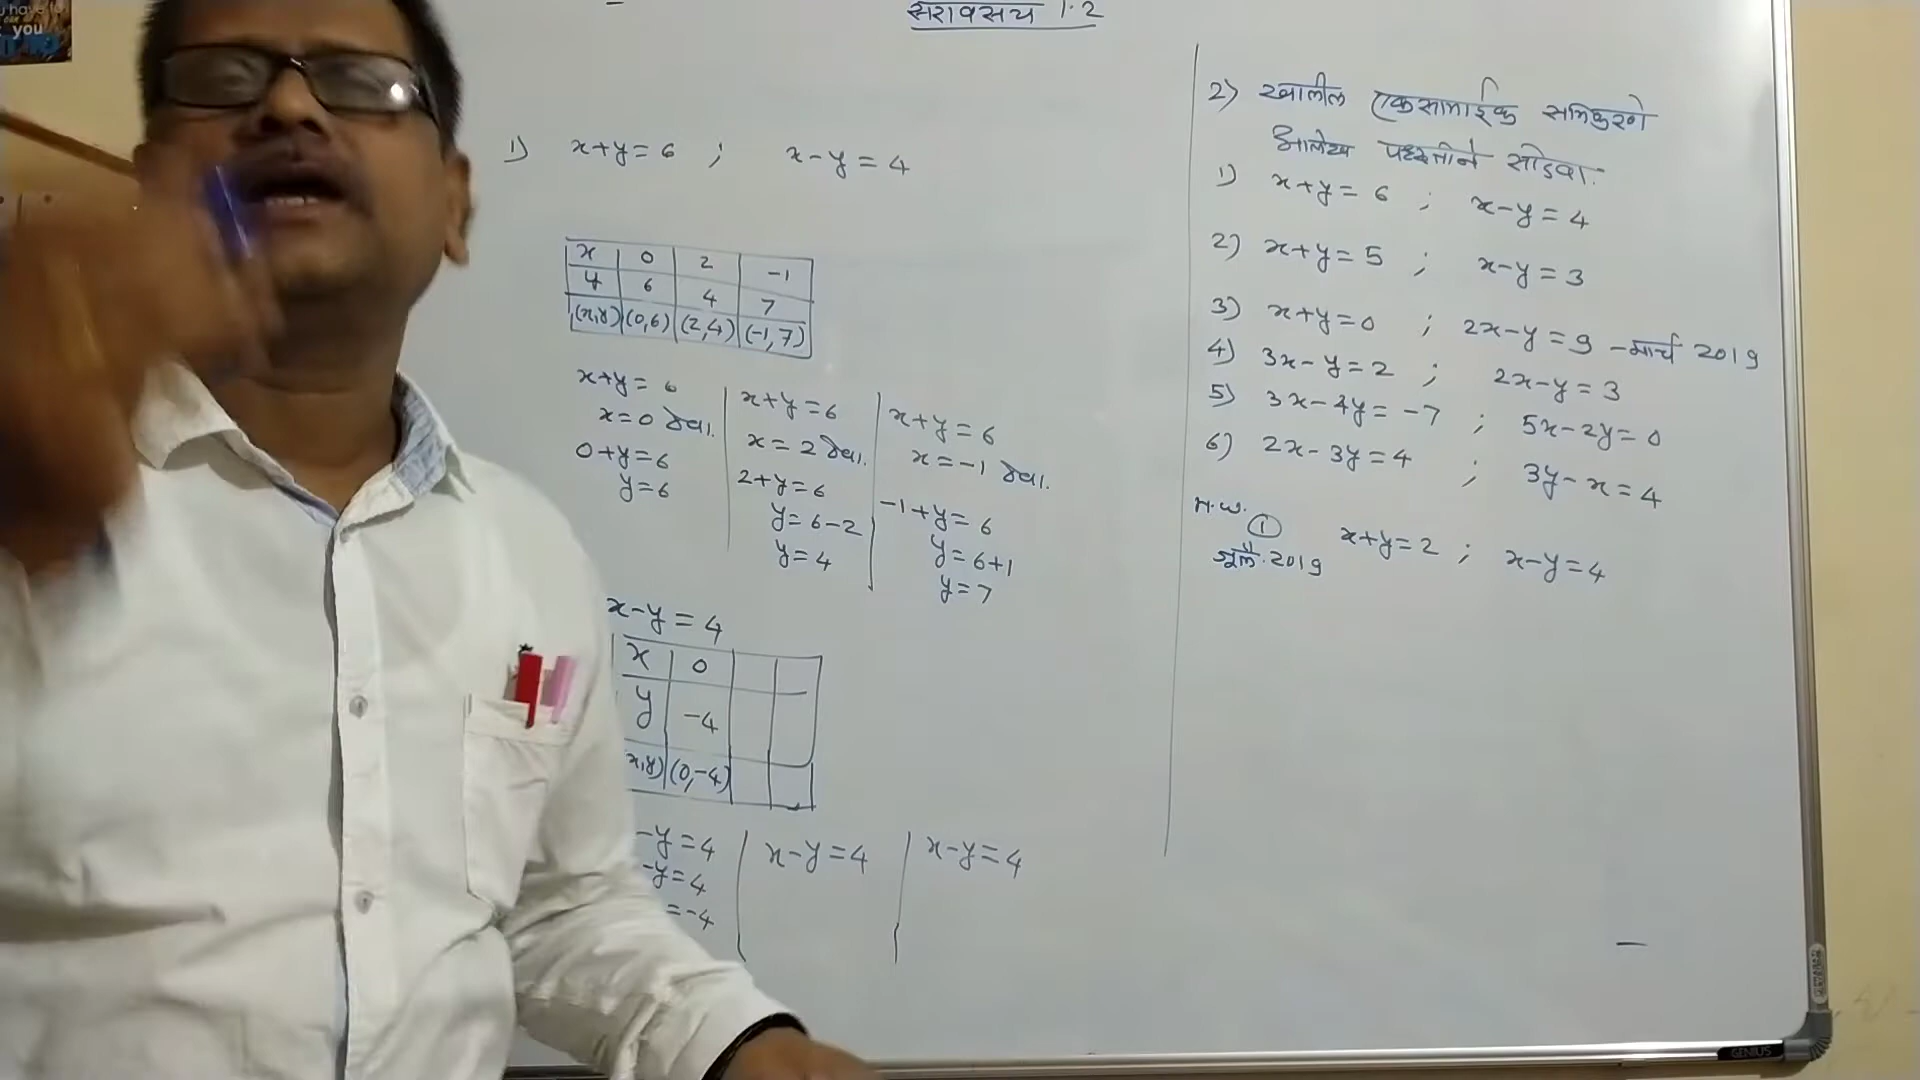 सरावसंच 1.2
1) x+y=6 ; x-y=4
x 0 2 -1
y 6 4 7
(x,y) (0,6) (2,4) (-1,7)
x+y=6
x=0 ठेवा.
0+y=6
y=6
x+y=6
x=2 ठेवा.
2+y=6
y=6-2
y=4
x+y=6
x=-1 ठेवा.
-1+y=6
y=6+1
y=7
x-y=4
x 0
y -4
x,y) (0,-4)
-y=4
-y=4
=-4
x-y=4
x-y=4
2) खालील एकसामाईक समिकरणे
आलेख पध्दतीने सोडवा.
1) x+y=6 ; x-y=4
2) x+y=5 ; x-y=3
3) x+y=0 ; 2x-y=9 -मार्च 2019
4) 3x-y=2 ; 2x-y=3
5) 3x-4y=-7 ; 5x-2y=0
6) 2x-3y=4 ; 3y-x=4
H.W.
① x+y=2 ; x-y=4
जुलै.2019
you
GENIUS